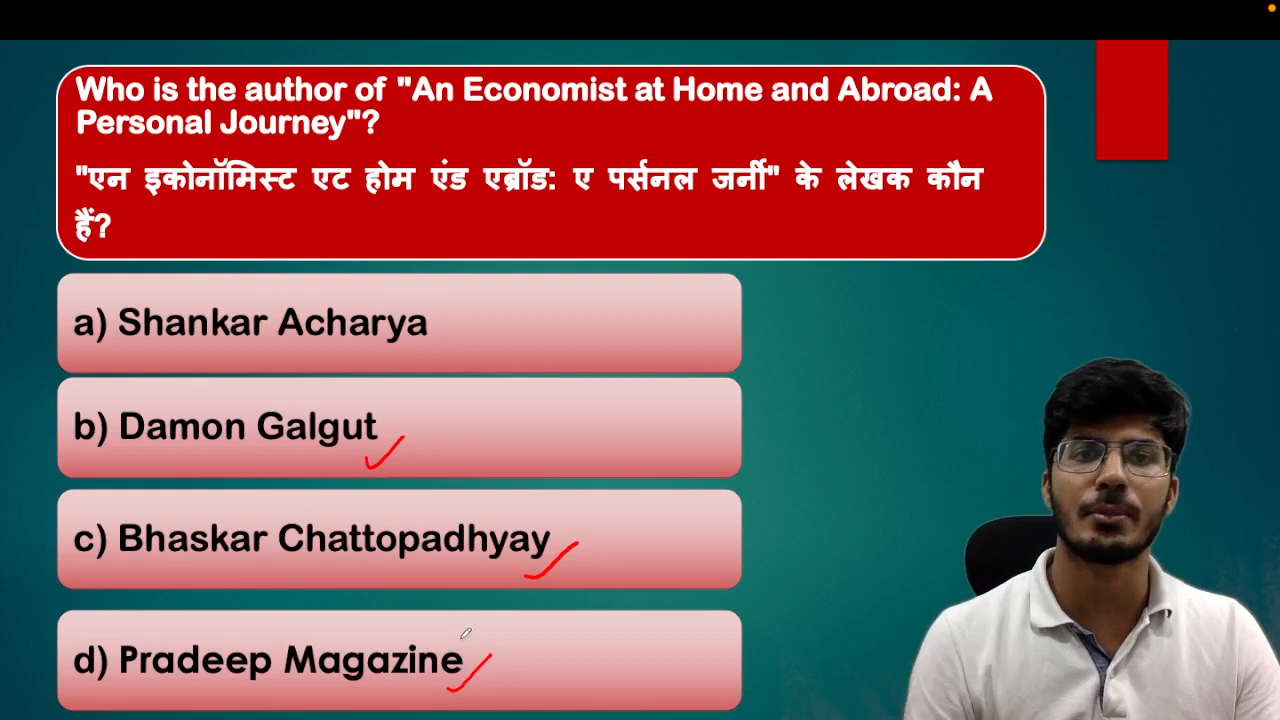 Who is the author of "An Economist at Home and Abroad: A
Personal Journey"?
"एन इकोनॉमिस्ट एट होम एंड एब्रॉड: ए पर्सनल जर्नी" के लेखक कौन
हैं?
a) Shankar Acharya
b) Damon Galgut
c) Bhaskar Chattopadhyay
d) Pradeep Magazine